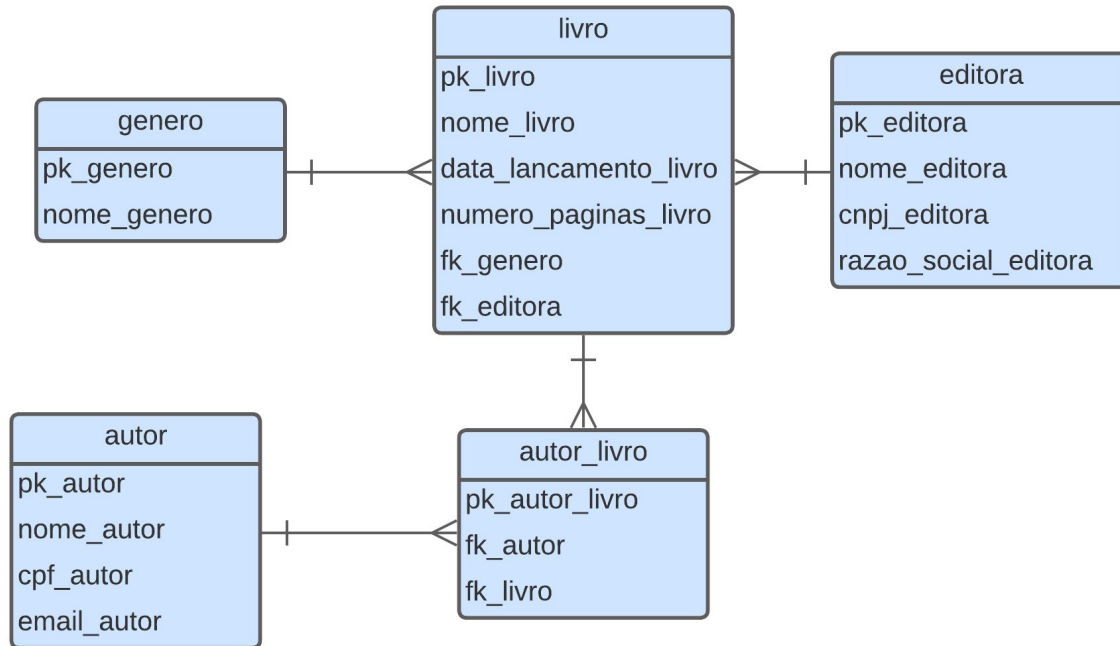 livro
pk_livro
nome_livro
data_lancamento_livro
numero_paginas_livro
fk_genero
fk_editora
editora
pk_editora
nome_editora
cnpj_editora
razao_social_editora
genero
pk_genero
nome_genero
autor
pk_autor
nome_autor
cpf_autor
email_autor
autor_livro
pk_autor_livro
fk_autor
fk_livro